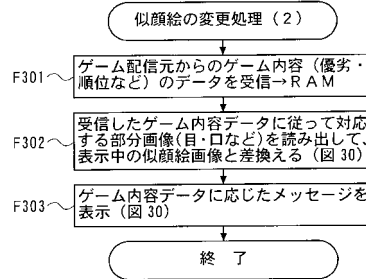 似顔絵の変更処理(2)
F301
ゲーム配信元からのゲーム内容(優劣・
順位など)のデータを受信→RAM
F302
受信したゲーム内容データに従って対応
する部分画像(目・口など)を読み出して、
表示中の似顔絵画像と差換える(図30)
F303
ゲーム内容データに応じたメッセージを
表示(図30)
終 了